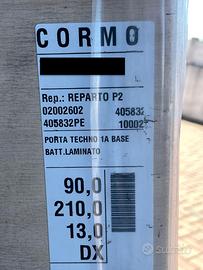 CORMO
Rep.: REPARTO P2
02002602 405832
405832PE 10002
PORTA TECHNO 1A BASE
BATT.LAMINATO
90,0
210,0
13,0
DX
Subito